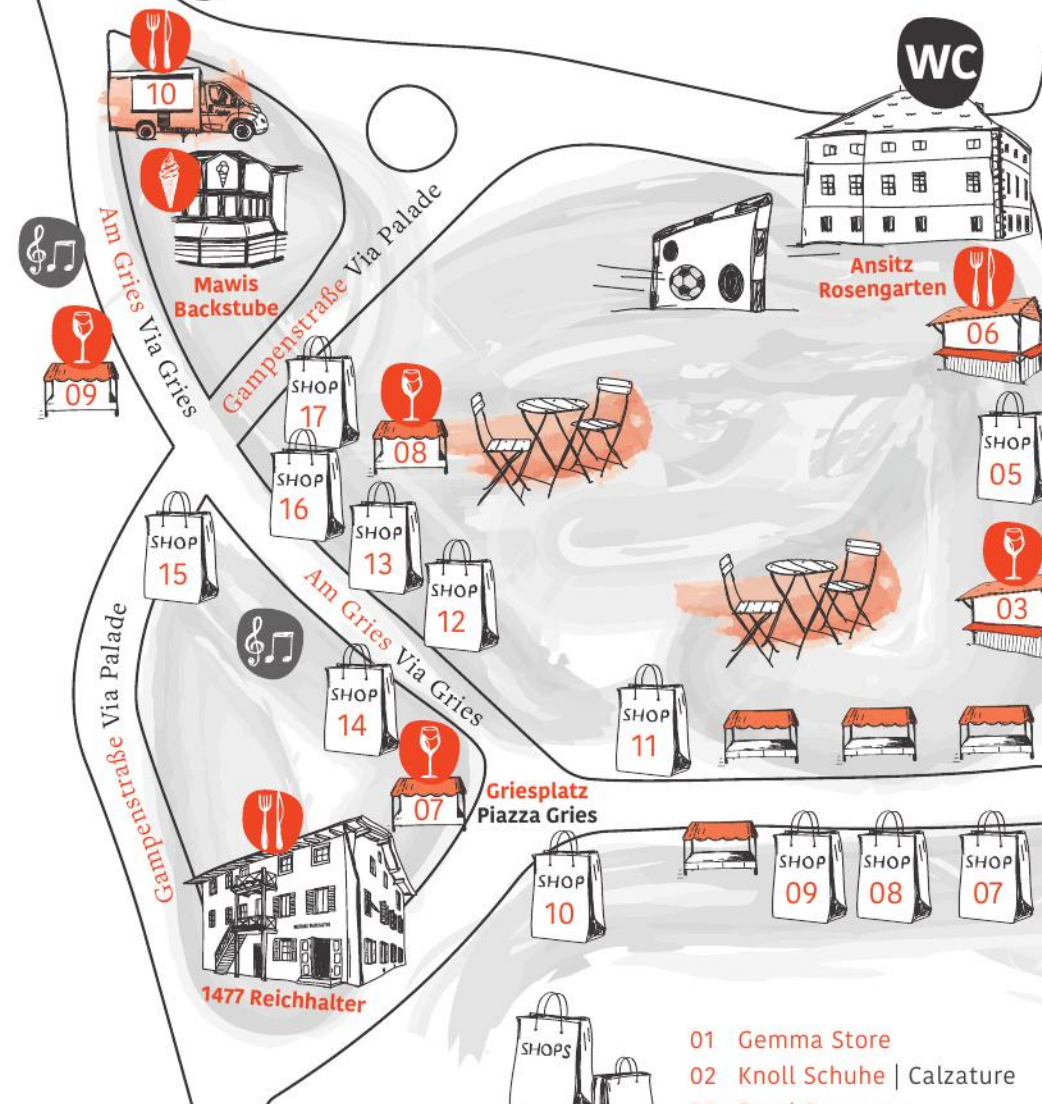 WC
10
Mawis
Backstube
Am Gries Via Gries
Gampenstraße Via Palade
Ansitz
Rosengarten
06
09
SHOP
17
08
SHOP
16
SHOP
05
SHOP
15
SHOP
13
SHOP
12
03
Am Gries Via Gries
Gampenstraße Via Palade
SHOP
14
SHOP
11
07
Griesplatz
Piazza Gries
SHOP
10
SHOP
09
SHOP
08
SHOP
07
1477 Reichhalter
SHOPS
01 Gemma Store
02 Knoll Schuhe | Calzature